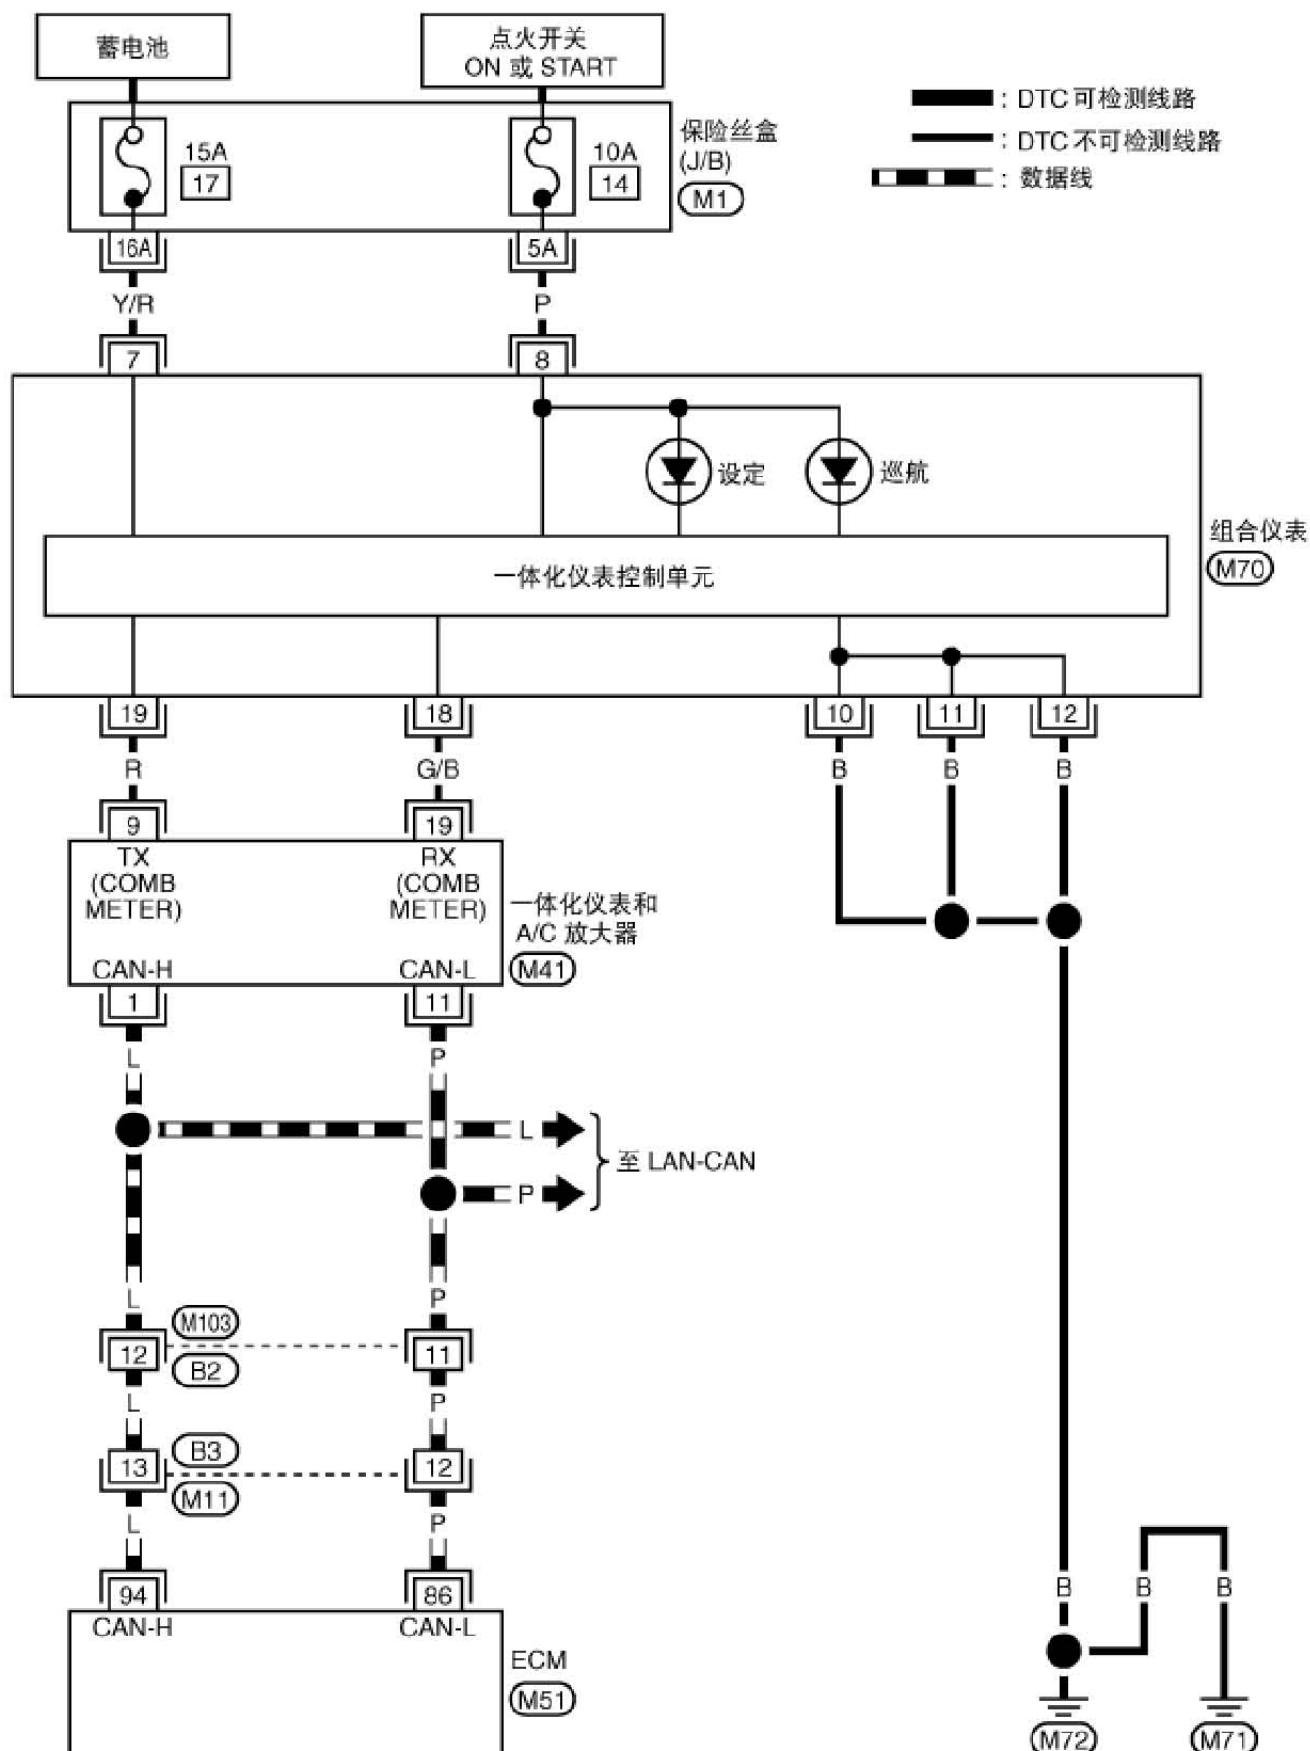 蓄电池
点火开关
ON 或 START
: DTC 可检测线路
: DTC 不可检测线路
: 数据线
15A
17
10A
14
保险丝盒
(J/B)
M1
16A
5A
Y/R
P
7
8
设定
巡航
组合仪表
M70
一体化仪表控制单元
19
18
10
11
12
R
G/B
B
B
B
9
19
TX
(COMB
METER)
RX
(COMB
METER)
一体化仪表和
A/C 放大器
M41
CAN-H
CAN-L
1
11
L
P
L
P
至 LAN-CAN
L
P
M103
12
11
B2
L
P
B3
13
12
M11
L
P
94
86
CAN-H
CAN-L
ECM
M51
B
B
B
M72
M71